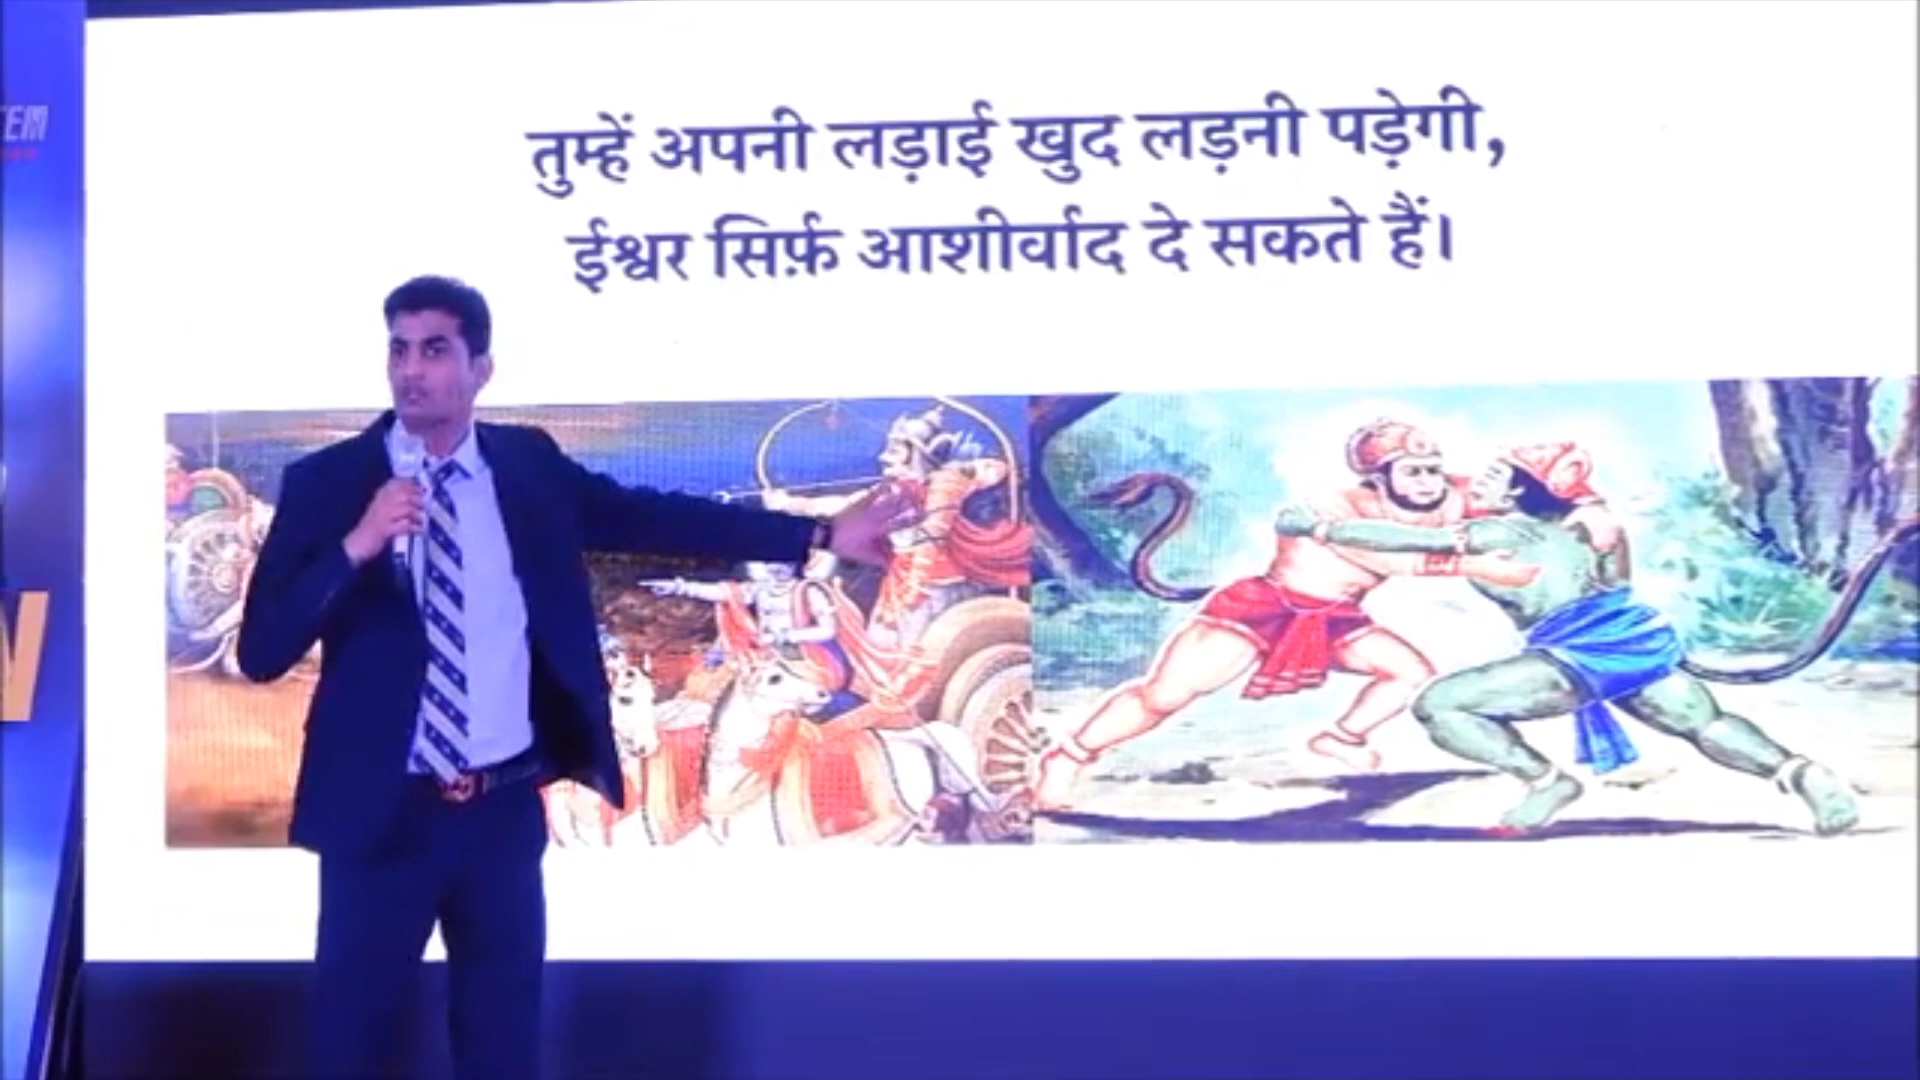 तुम्हें अपनी लड़ाई खुद लड़नी पड़ेगी,
ईश्वर सिर्फ़ आशीर्वाद दे सकते हैं।